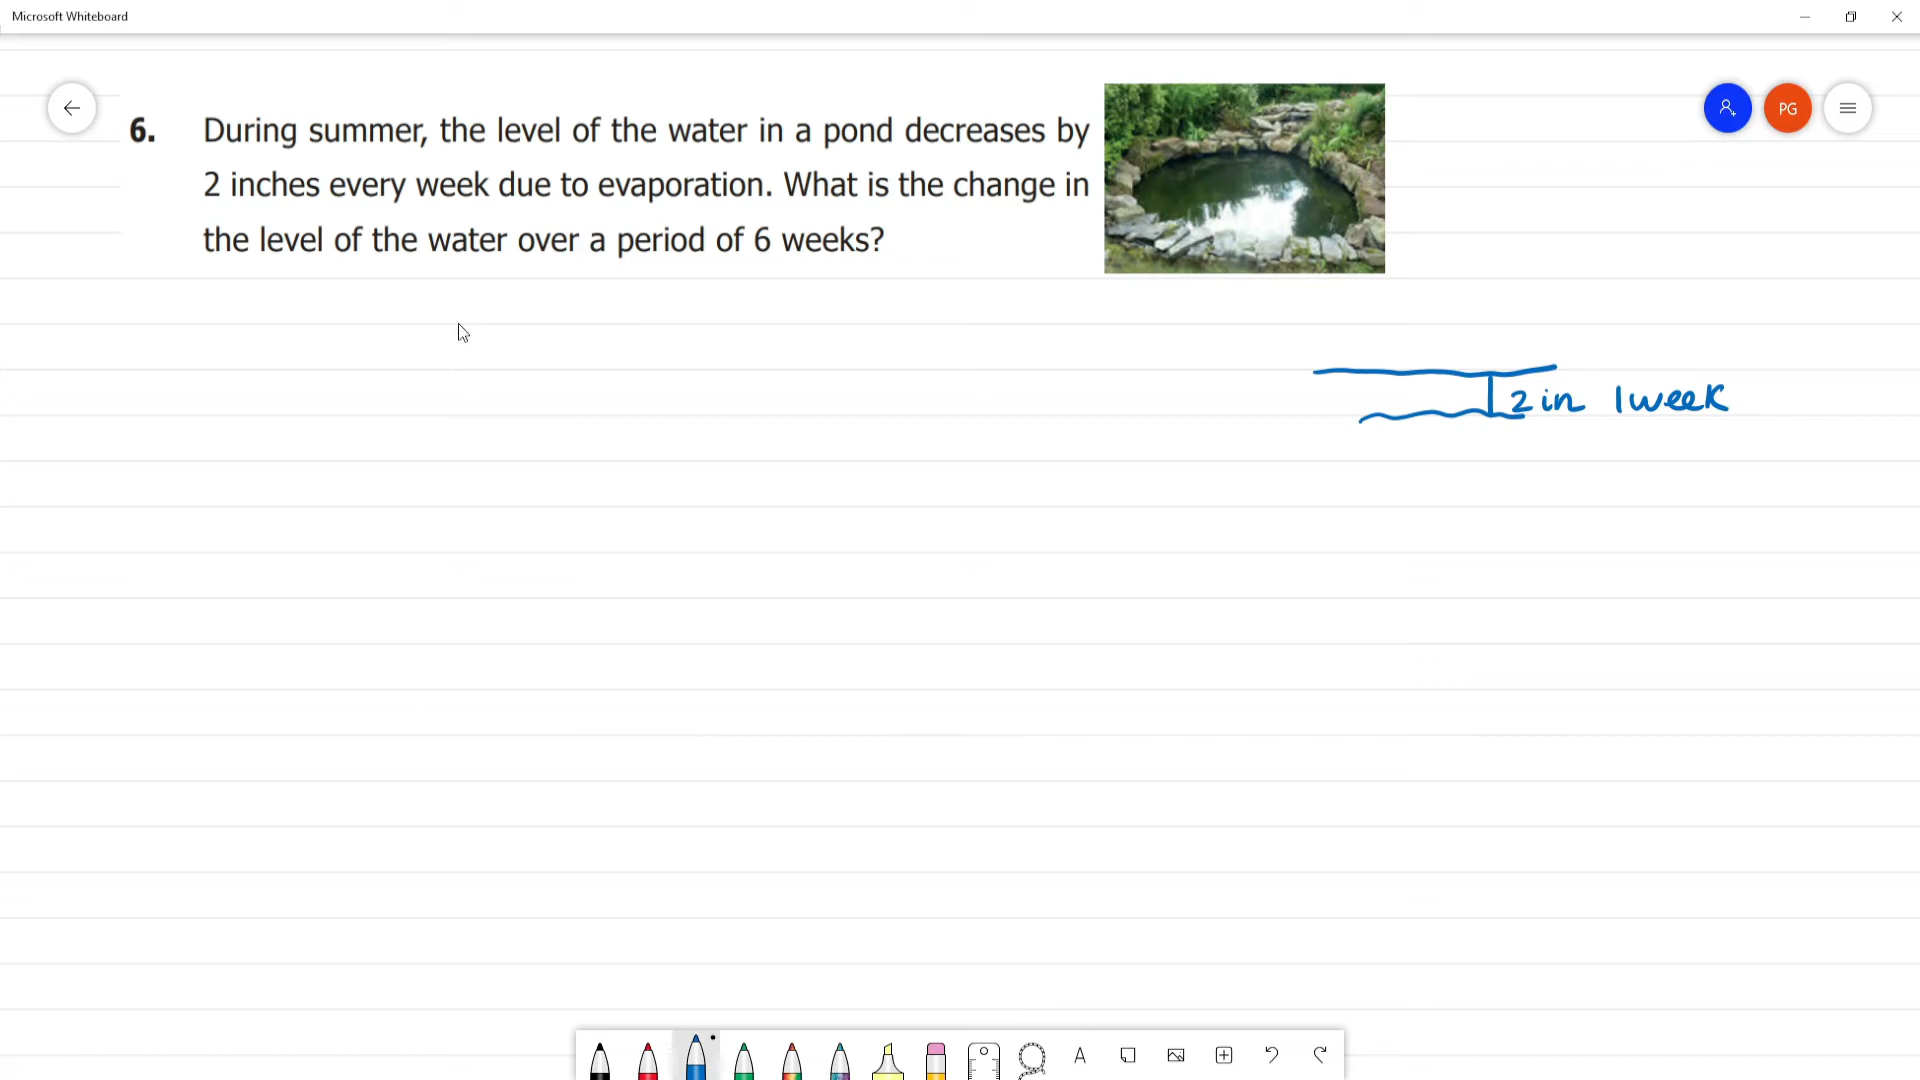 Microsoft Whiteboard
PG
6. During summer, the level of the water in a pond decreases by
2 inches every week due to evaporation. What is the change in
the level of the water over a period of 6 weeks?
2 in 1 week
A